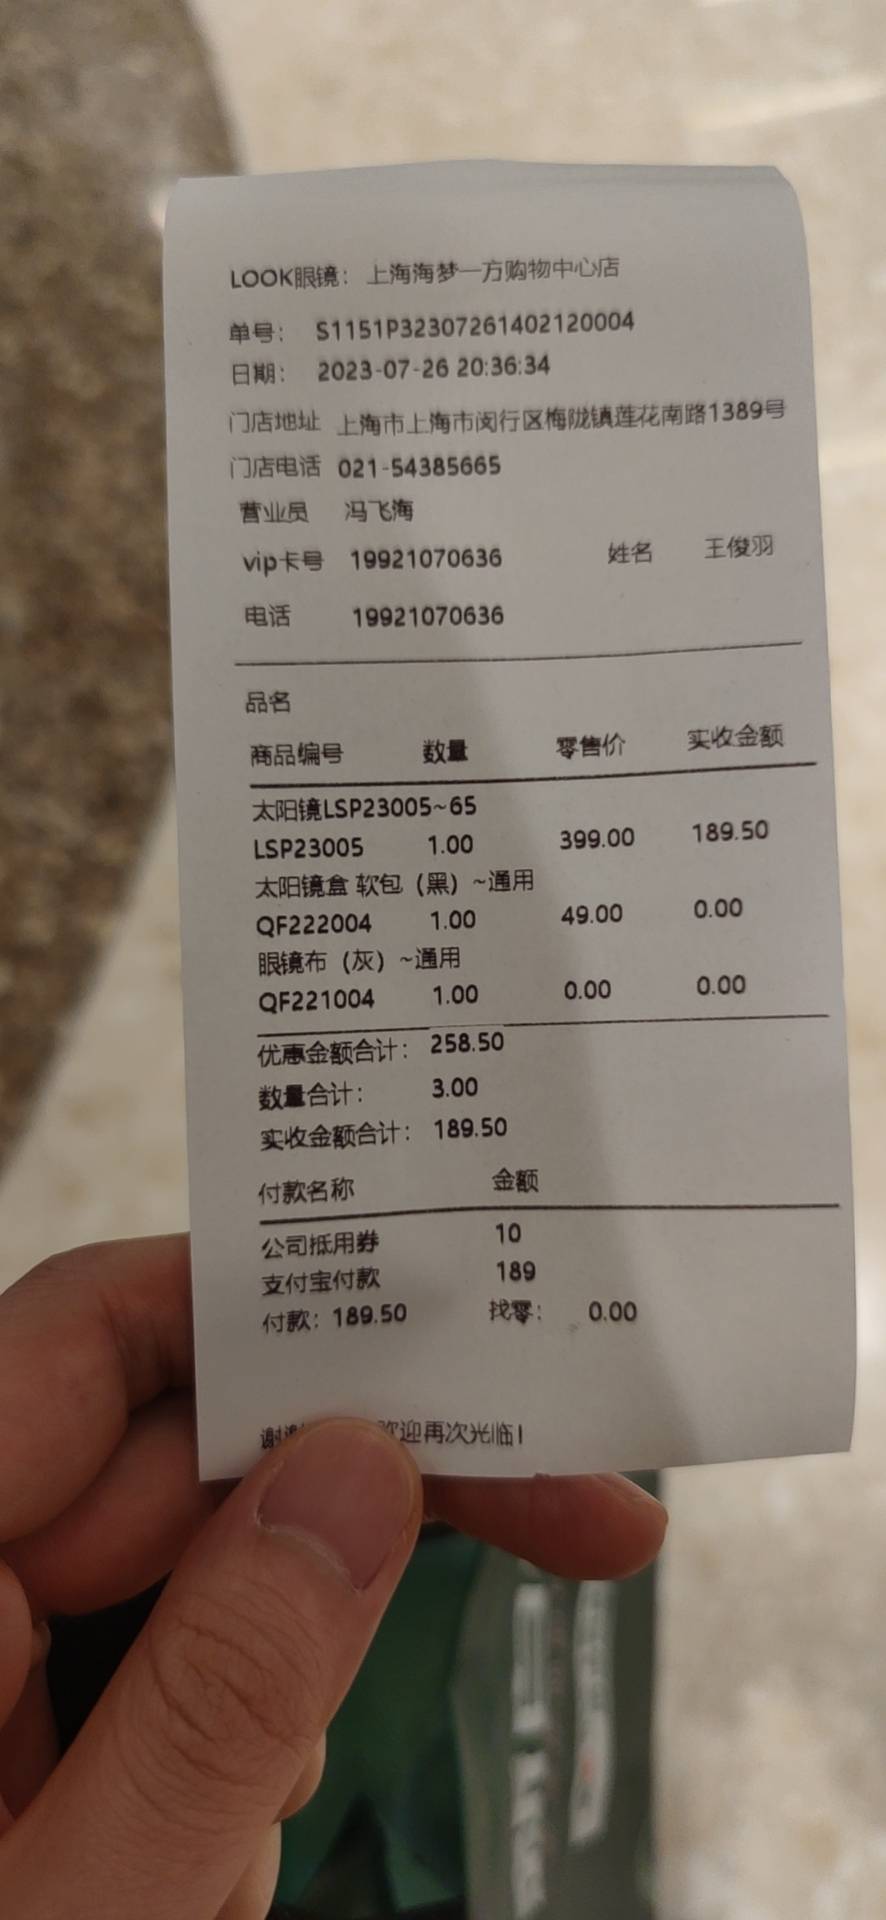 LOOK眼镜： 上海海梦一方购物中心店
单号： S1151P32307261402120004
日期： 2023-07-26 20:36:34
门店地址 上海市上海市闵行区梅陇镇莲花南路1389号
门店电话 021-54385665
营业员 冯飞海
vip卡号 19921070636 姓名 王俊羽
电话 19921070636
品名
商品编号 数量 零售价 实收金额
太阳镜LSP23005~65
LSP23005 1.00 399.00 189.50
太阳镜盒 软包（黑）~通用
QF222004 1.00 49.00 0.00
眼镜布（灰）~通用
QF221004 1.00 0.00 0.00
优惠金额合计： 258.50
数量合计： 3.00
实收金额合计： 189.50
付款名称 金额
公司抵用券 10
支付宝付款 189
付款：189.50 找零： 0.00
谢 欢迎再次光临！